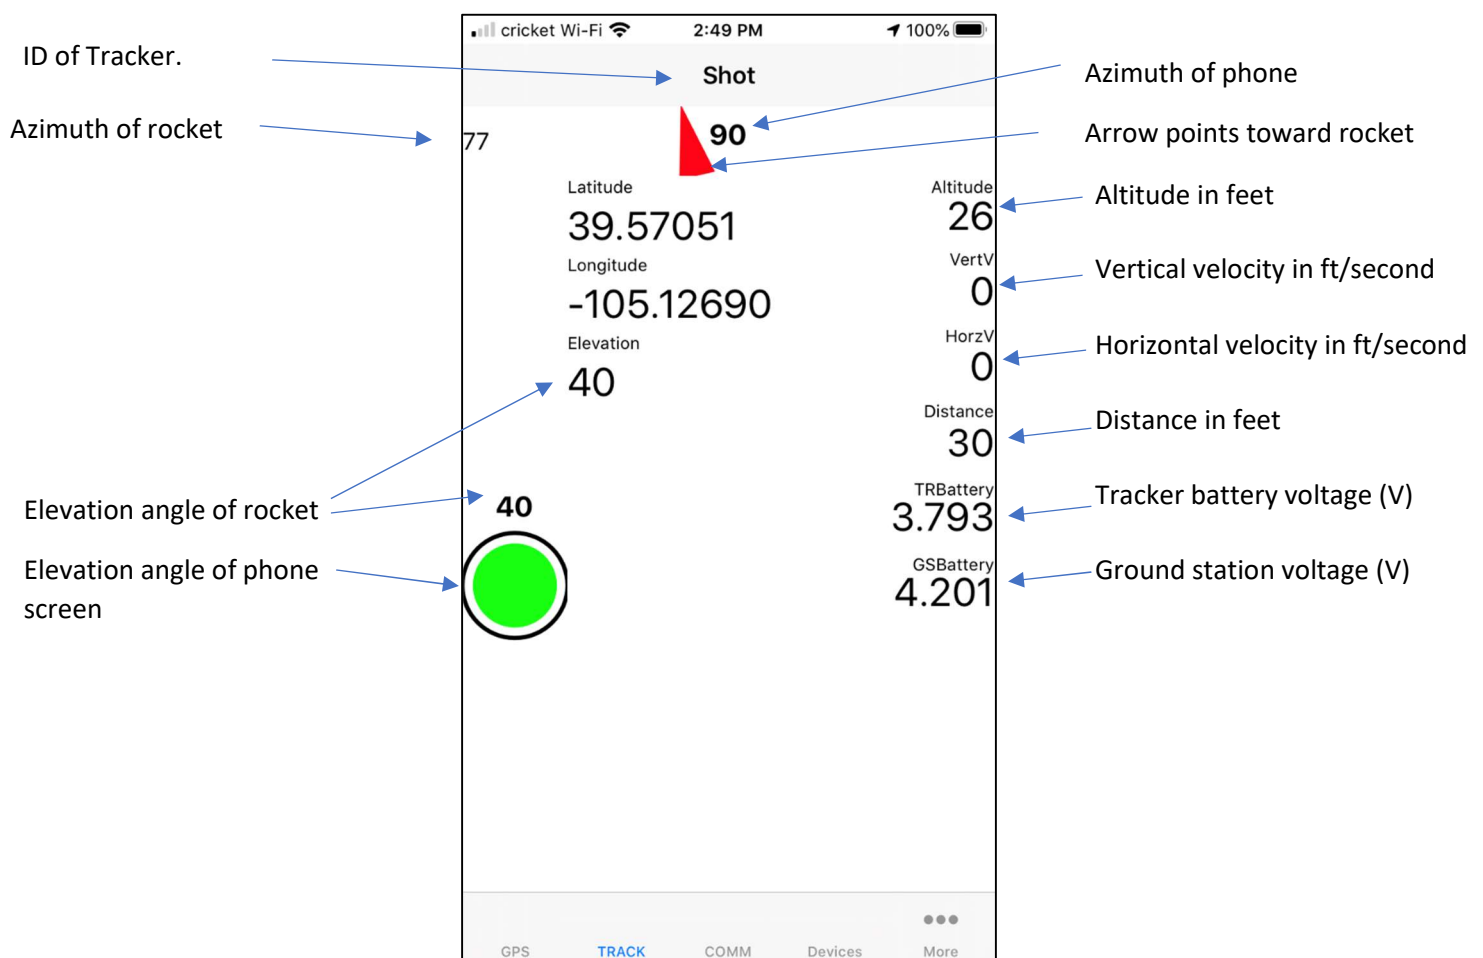 cricket Wi-Fi 2:49 PM 100%
ID of Tracker.
Shot
Azimuth of phone
Azimuth of rocket
77
90
Arrow points toward rocket
Latitude
39.57051
Altitude
26
Altitude in feet
Longitude
-105.12690
VertV
0
Vertical velocity in ft/second
Elevation
40
HorzV
0
Horizontal velocity in ft/second
Distance
30
Distance in feet
Elevation angle of rocket
40
TRBattery
3.793
Tracker battery voltage (V)
Elevation angle of phone
screen
GSBattery
4.201
Ground station voltage (V)
GPS TRACK COMM Devices More